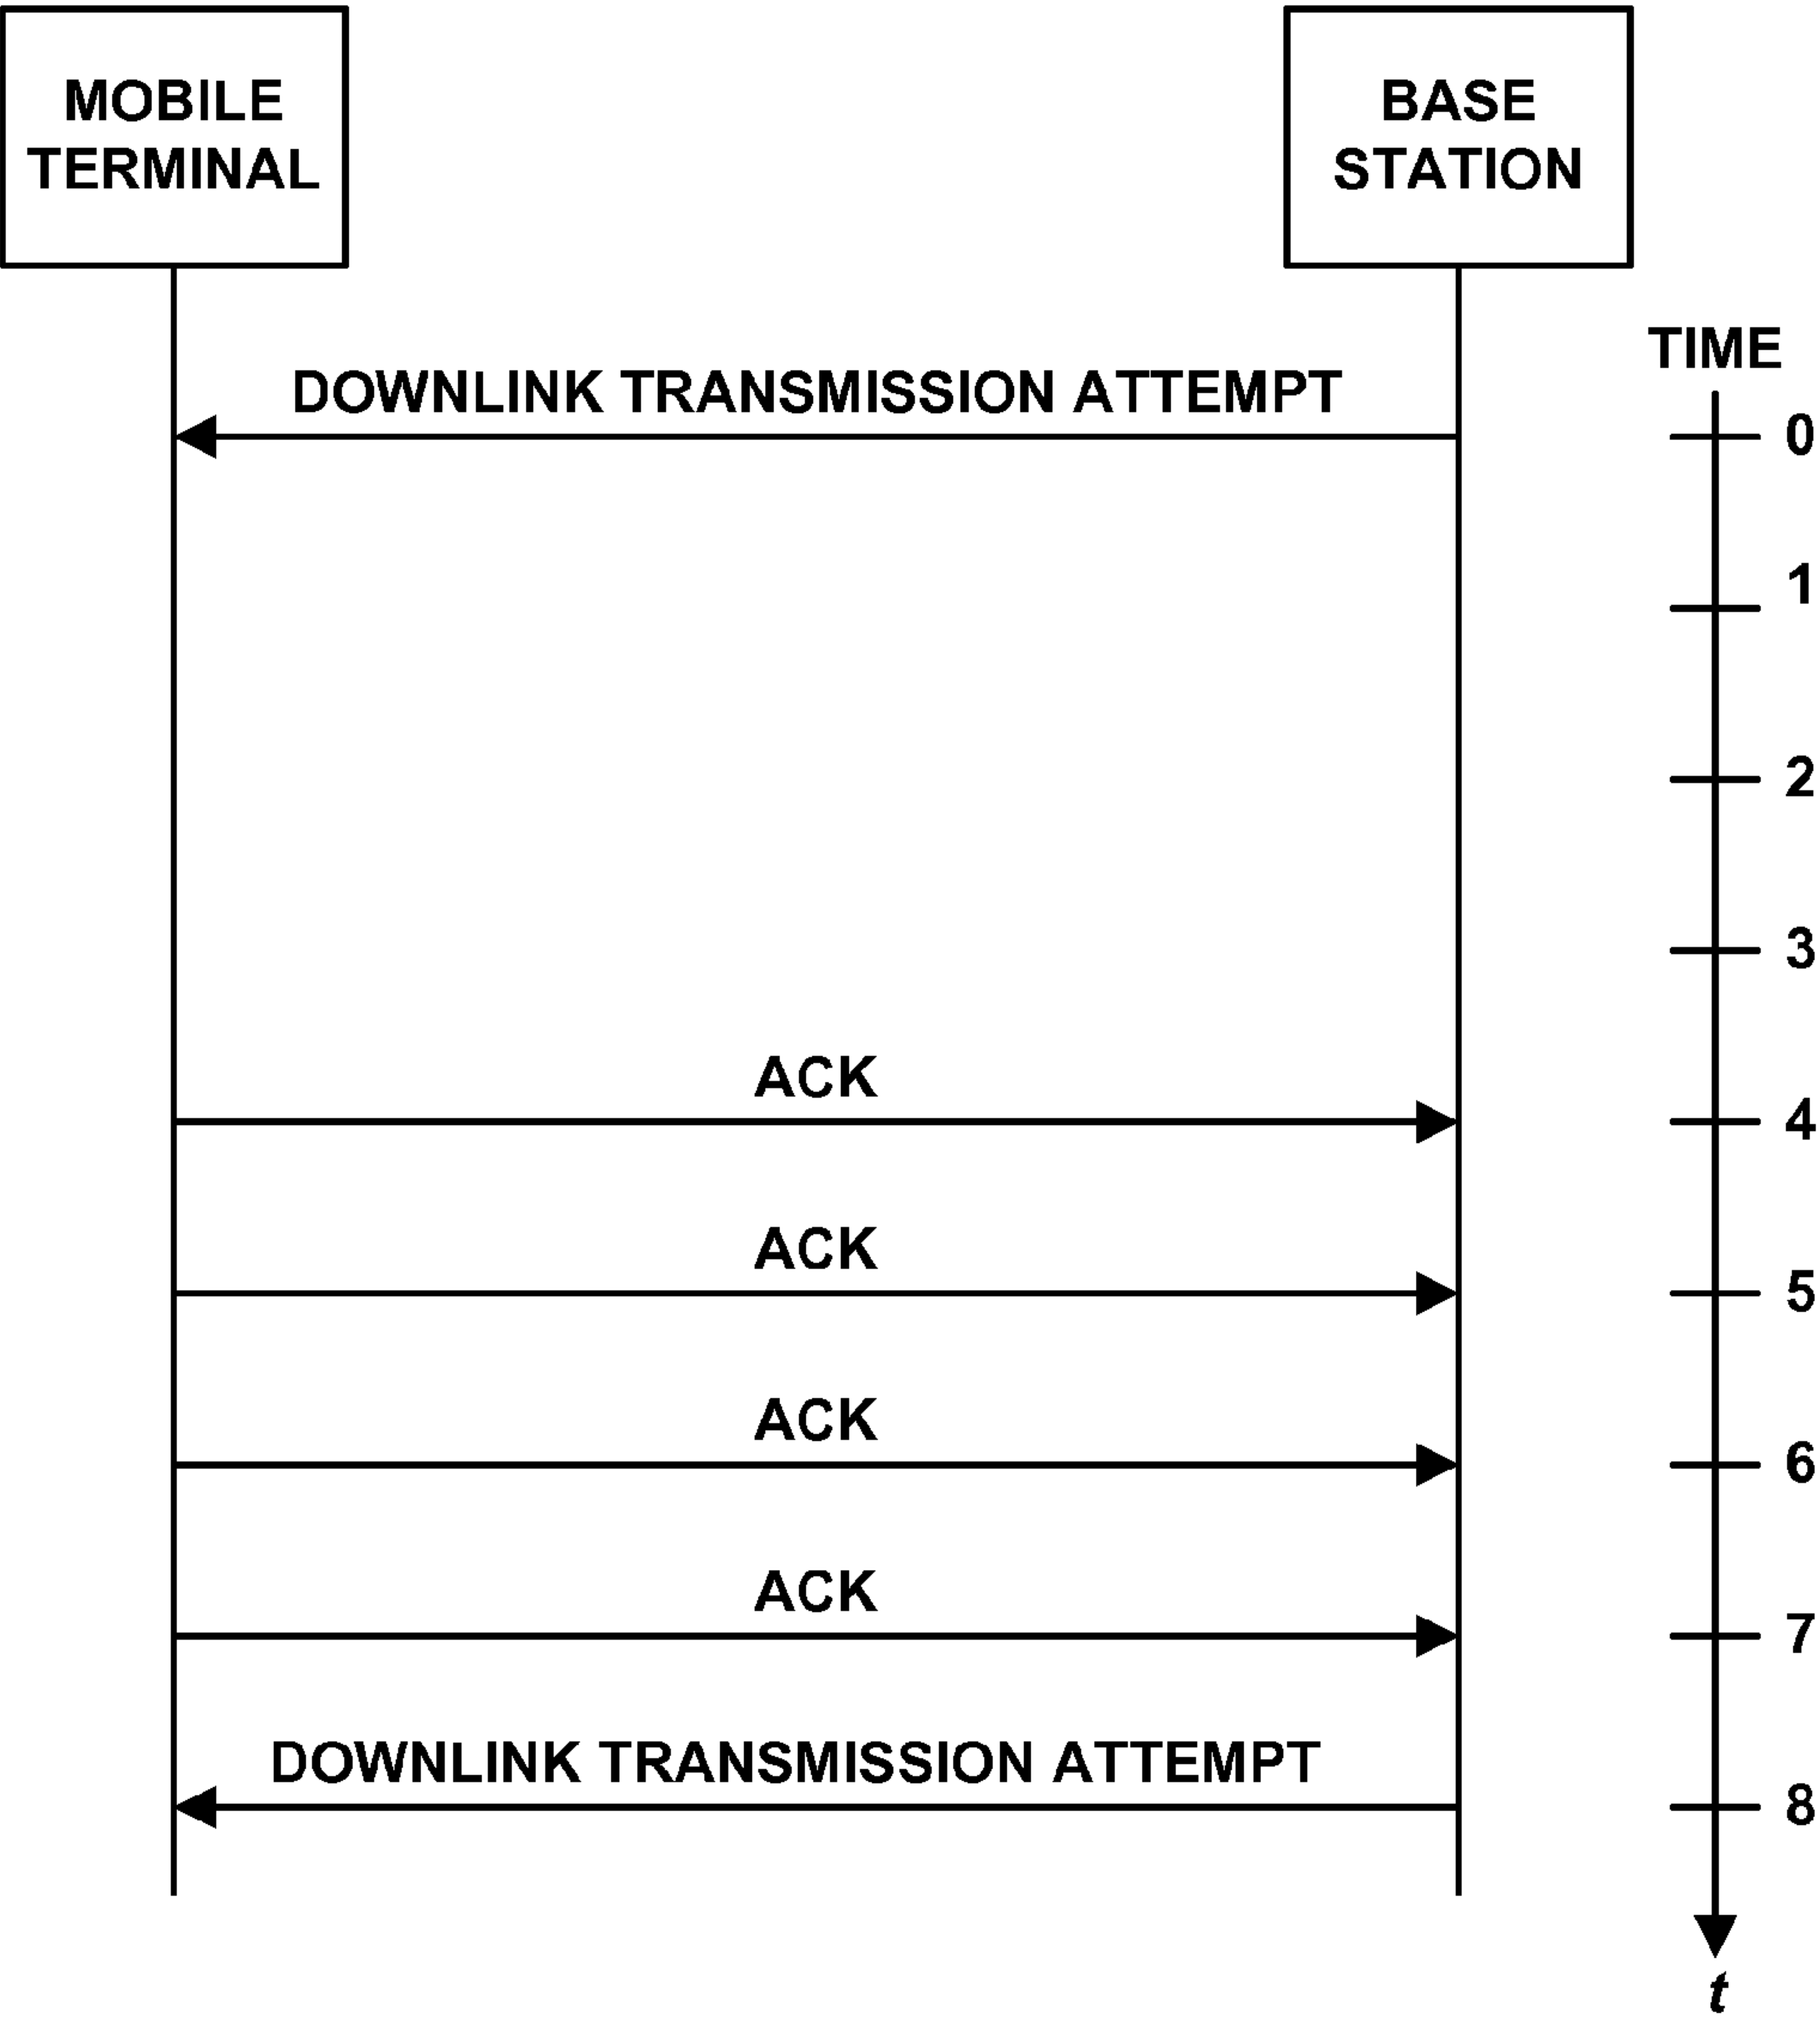 MOBILE
TERMINAL
BASE
STATION
TIME
DOWNLINK TRANSMISSION ATTEMPT
0
1
2
3
ACK
4
ACK
5
ACK
6
ACK
7
DOWNLINK TRANSMISSION ATTEMPT
8
t